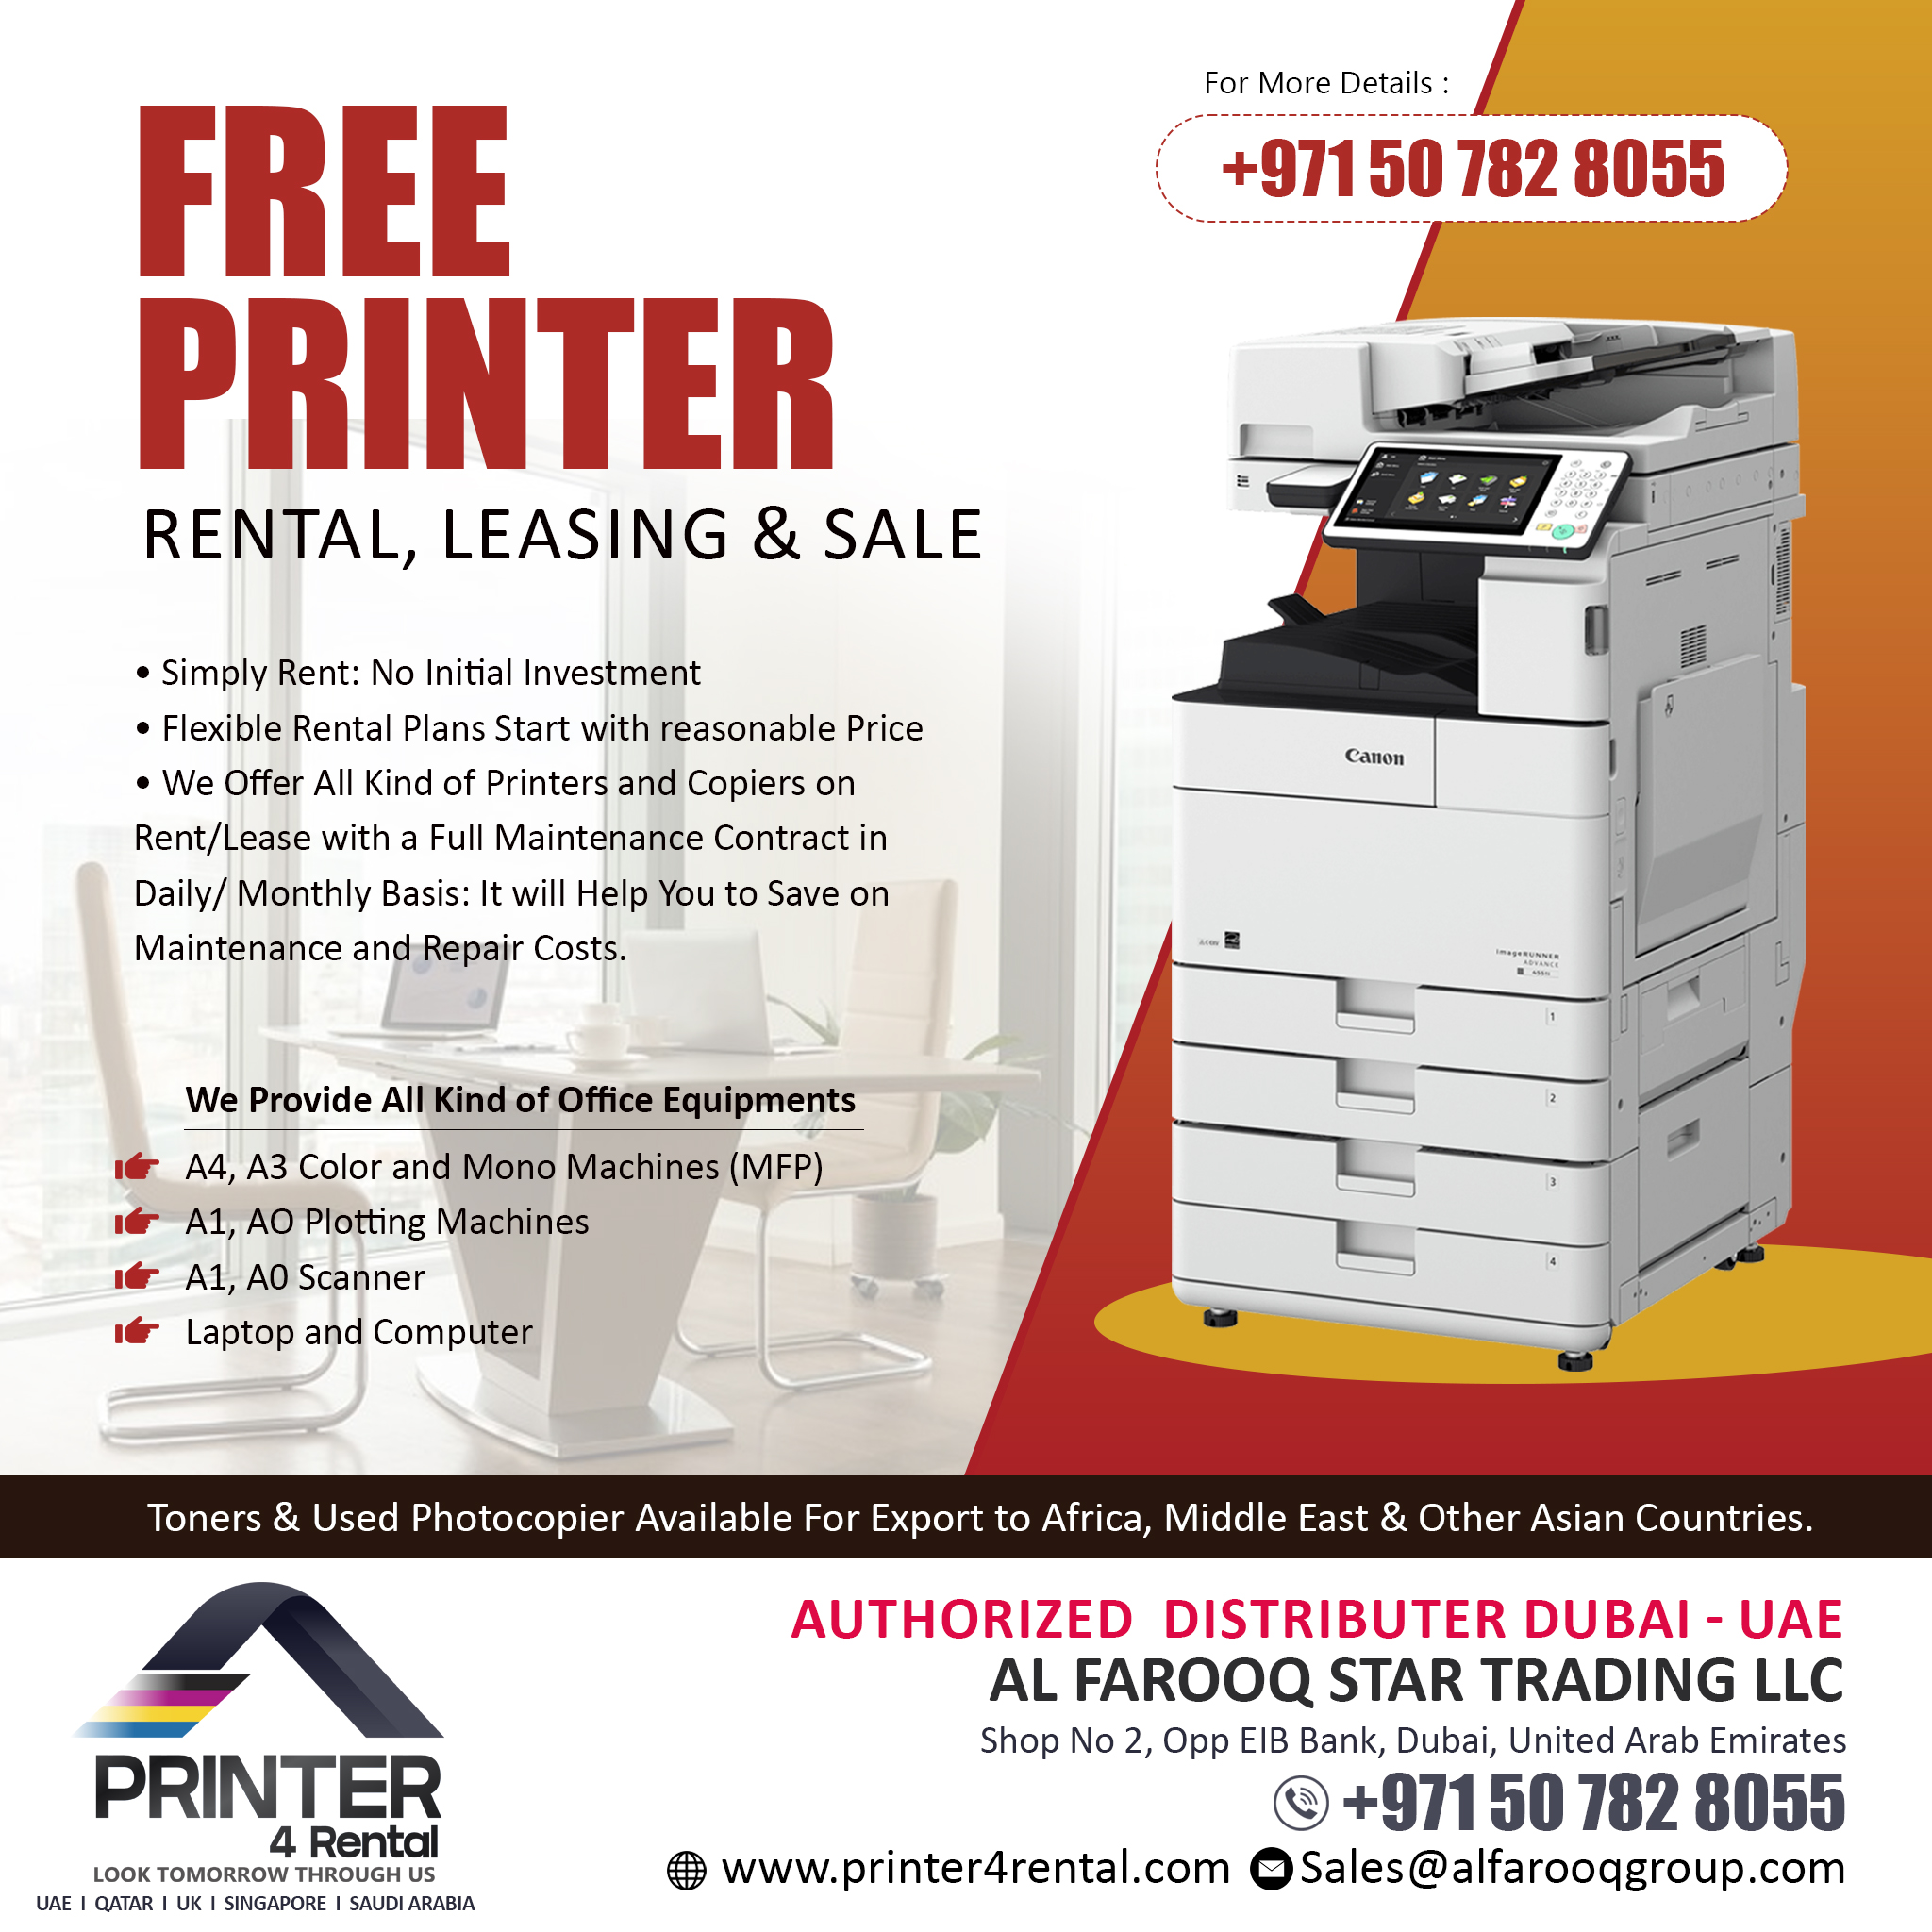 For More Details :
+971 50 782 8055
FREE
PRINTER
RENTAL, LEASING & SALE
• Simply Rent: No Initial Investment
• Flexible Rental Plans Start with reasonable Price
• We Offer All Kind of Printers and Copiers on
Rent/Lease with a Full Maintenance Contract in
Daily/ Monthly Basis: It will Help You to Save on
Maintenance and Repair Costs.
We Provide All Kind of Office Equipments
A4, A3 Color and Mono Machines (MFP)
A1, AO Plotting Machines
A1, A0 Scanner
Laptop and Computer
Canon
imageRUNNER
ADVANCE
1
2
3
4
Toners & Used Photocopier Available For Export to Africa, Middle East & Other Asian Countries.
PRINTER
4 Rental
LOOK TOMORROW THROUGH US
UAE I QATAR I UK I SINGAPORE I SAUDI ARABIA
AUTHORIZED DISTRIBUTER DUBAI - UAE
AL FAROOQ STAR TRADING LLC
Shop No 2, Opp EIB Bank, Dubai, United Arab Emirates
+971 50 782 8055
www.printer4rental.com Sales@alfarooqgroup.com